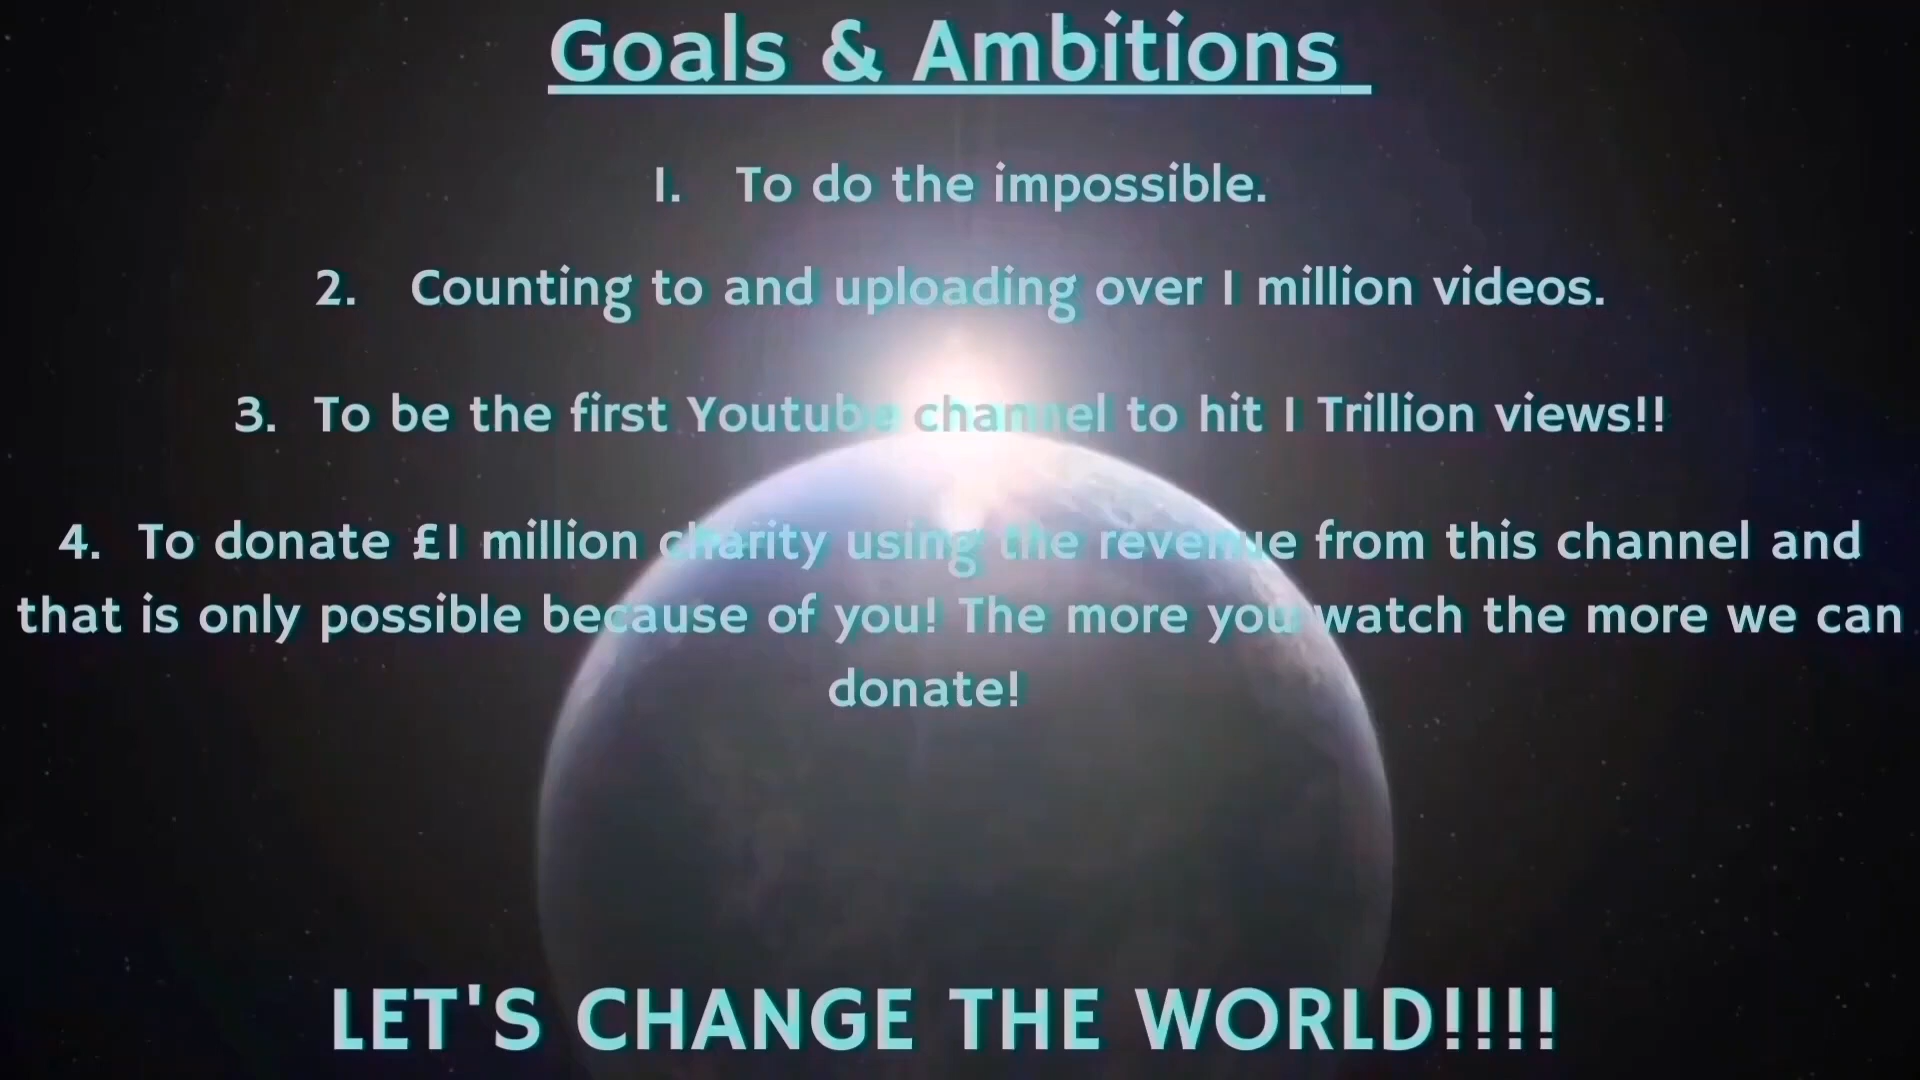 Goals & Ambitions
1. To do the impossible.
2. Counting to and uploading over 1 million videos.
3. To be the first Youtube channel to hit 1 Trillion views!!
4. To donate £1 million charity using the revenue from this channel and
that is only possible because of you! The more you watch the more we can
donate!
LET'S CHANGE THE WORLD!!!!